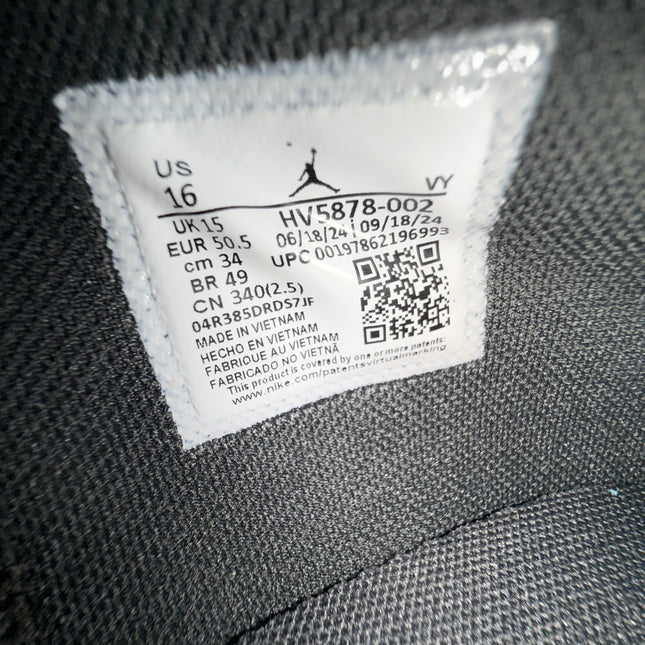 US
16
VY
UK 15
HV5878-002
EUR 50.5
06/18/24 | 09/18/24
cm 34
UPC 00197862196993
BR 49
CN 340(2.5)
04R385DRDS7JF
MADE IN VIETNAM
HECHO EN VIETNAM
FABRIQUE AU VIETNAM
FABRICADO NO VIETNÃ
This product is covered by one or more patents:
www.nike.com/patentsvirtualmarking